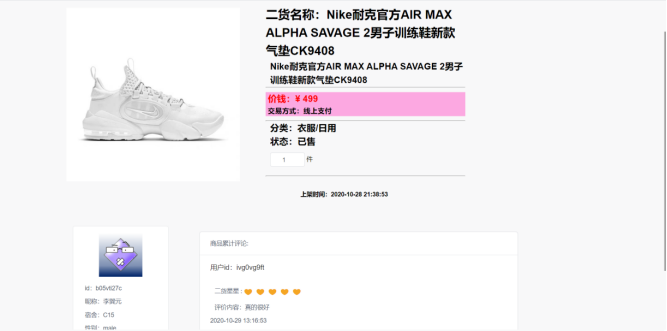 二货名称：Nike耐克官方AIR MAX
ALPHA SAVAGE 2男子训练鞋新款
气垫CK9408
Nike耐克官方AIR MAX ALPHA SAVAGE 2男子
训练鞋新款气垫CK9408
价钱：¥ 499
交易方式：线上支付
分类：衣服/日用
状态：已售
1 件
上架时间：2020-10-28 21:38:53
id：b05vti27c
昵称：李巽元
宿舍：C15
性别：male
商品累计评论:
用户id：ivg0vg9ft
二货星星：
评价内容：真的很好
2020-10-29 13:16:53